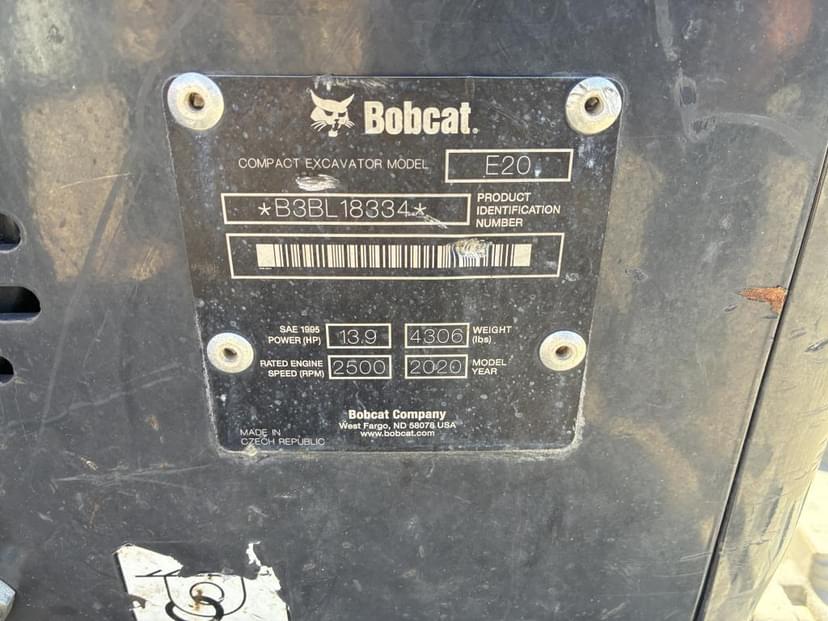 Bobcat.
COMPACT EXCAVATOR MODEL E20
*B3BL18334* PRODUCT IDENTIFICATION NUMBER
SAE 1995 POWER (HP) 13.9 4306 WEIGHT (lbs)
RATED ENGINE SPEED (RPM) 2500 2020 MODEL YEAR
Bobcat Company
West Fargo, ND 58078 USA
www.bobcat.com
MADE IN
CZECH REPUBLIC